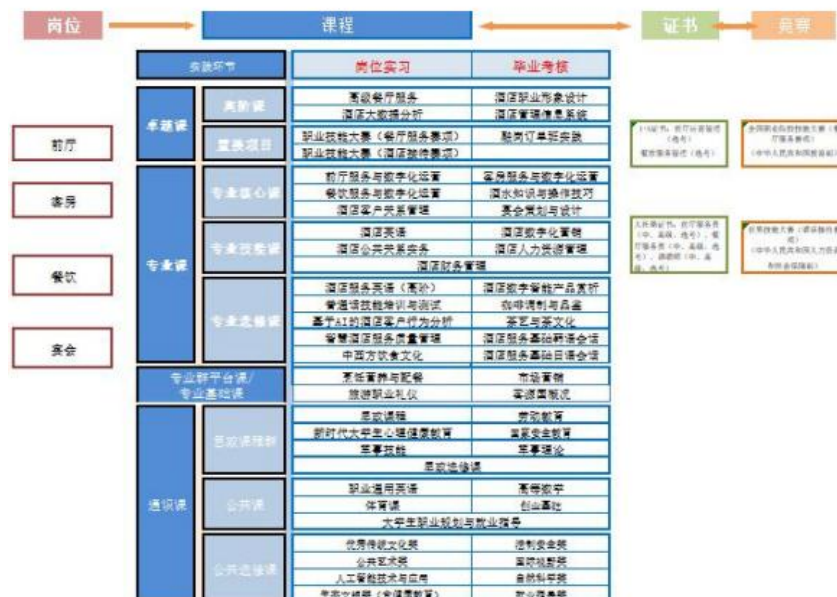 岗位 课程 证书 竞赛
实践环节 岗位实习 毕业考核
卓越课 高阶课 高级餐厅服务 酒店职业形象设计
酒店大数据分析 酒店管理信息系统
置换项目 职业技能大赛（餐厅服务赛项） 融岗订单班实践
职业技能大赛（酒店接待赛项）
前厅
客房
餐饮
宴会
专业课 专业核心课 前厅服务与数字化运营 客房服务与数字化运营
餐饮服务与数字化运营 酒水知识与操作技巧
酒店客户关系管理 宴会策划与设计
专业技能课 酒店英语 酒店数字化营销
酒店公共关系实务 酒店人力资源管理
酒店财务管理
专业选修课 酒店服务英语（高阶） 酒店数字智能产品赏析
普通话技能培训与测试 咖啡调制与品鉴
基于AI的酒店客户行为分析 茶艺与茶文化
智慧酒店服务质量管理 酒店服务基础韩语会话
中西方饮食文化 酒店服务基础日语会话
专业群平台课/
专业基础课 烹饪营养与配餐 市场营销
旅游职业礼仪 客源国概况
通识课 思政课程群 思政课程 劳动教育
新时代大学生心理健康教育 国家安全教育
军事技能 军事理论
思政选修课
公共课 职业通用英语 高等数学
体育课 创业基础
大学生职业规划与就业指导
公共选修课 优秀传统文化类 法制安全类
公共艺术类 国际视野类
人工智能技术与应用 自然科学类